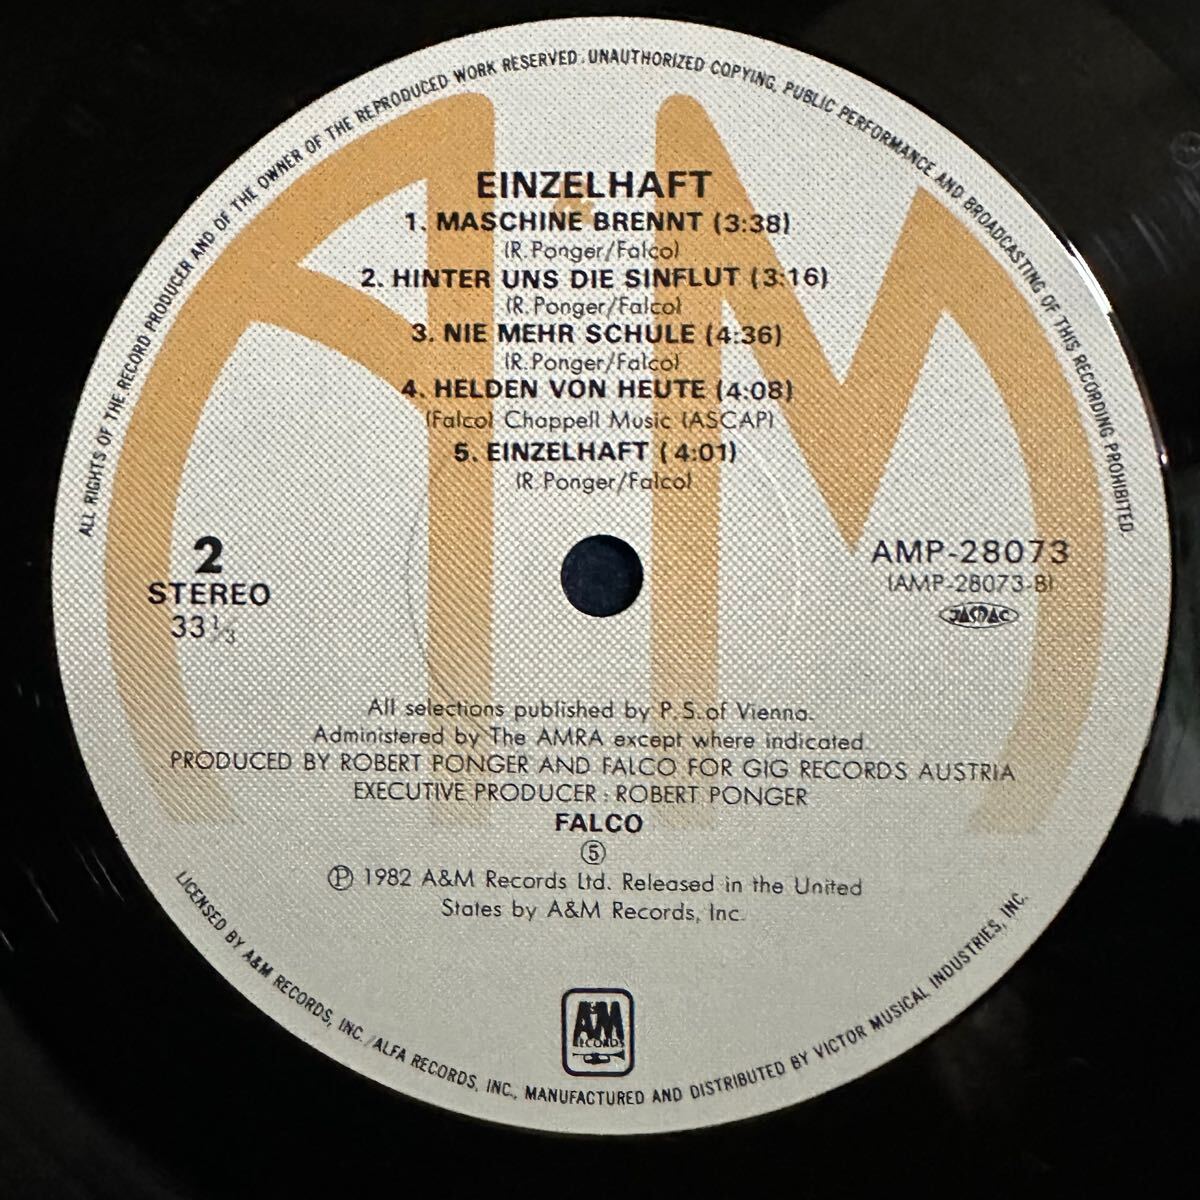 ALL RIGHTS OF THE RECORD PRODUCER AND OF THE OWNER OF THE REPRODUCED WORK RESERVED. UNAUTHORIZED COPYING, PUBLIC PERFORMANCE AND BROADCASTING OF THIS RECORDING PROHIBITED.
EINZELHAFT
1. MASCHINE BRENNT (3:38)
(R. Ponger/Falco)
2. HINTER UNS DIE SINFLUT (3:16)
(R. Ponger/Falco)
3. NIE MEHR SCHULE (4:36)
(R. Ponger/Falco)
4. HELDEN VON HEUTE (4:08)
(Falco) Chappell Music (ASCAP)
5. EINZELHAFT (4:01)
(R. Ponger/Falco)
2
STEREO
33 1/3
AMP-28073
(AMP-28073-B)
JASRAC
All selections published by P.S. of Vienna.
Administered by The AMRA except where indicated.
PRODUCED BY ROBERT PONGER AND FALCO FOR GIG RECORDS AUSTRIA
EXECUTIVE PRODUCER : ROBERT PONGER
FALCO
⑤
Ⓟ 1982 A&M Records Ltd. Released in the United
States by A&M Records, Inc.
A&M
RECORDS
LICENSED BY A&M RECORDS, INC./ALFA RECORDS, INC., MANUFACTURED AND DISTRIBUTED BY VICTOR MUSICAL INDUSTRIES, INC.